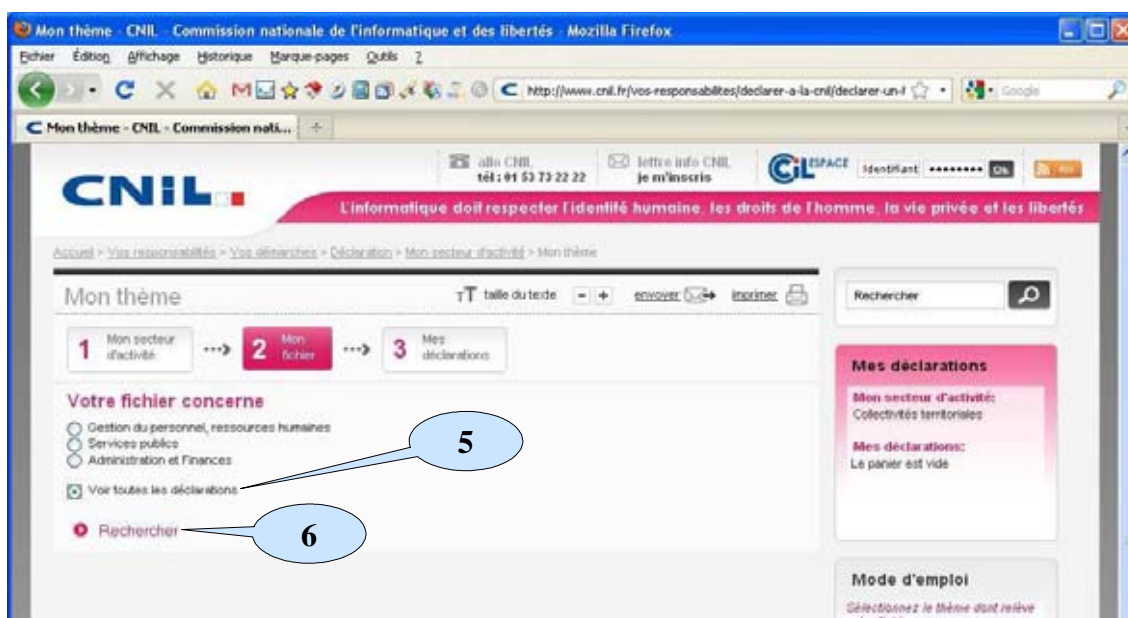 Mon thème - CNIL - Commission nationale de l'informatique et des libertés - Mozilla Firefox
Fichier Édition Affichage Historique Marque-pages Outils ?
http://www.cnil.fr/vos-responsabilites/declarer-a-la-cnil/declarer-un-f Google
Mon thème - CNIL - Commission nati...
allo CNIL
tél : 01 53 73 22 22
lettre info CNIL
je m'inscris
CiL ESPACE Identifiant •••••••• Ok
CNiL
L'informatique doit respecter l'identité humaine, les droits de l'homme, la vie privée et les libertés
Accueil > Vos responsabilités > Vos démarches > Déclaration > Mon secteur d'activité > Mon thème
Mon thème
TT taille du texte - + envoyer imprimer
Rechercher
1 Mon secteur d'activité
2 Mon fichier
3 Mes déclarations
Votre fichier concerne
Gestion du personnel, ressources humaines
Services publics
Administration et Finances
Voir toutes les déclarations
Rechercher
5
6
Mes déclarations
Mon secteur d'activité:
Collectivités territoriales
Mes déclarations:
Le panier est vide
Mode d'emploi
Sélectionnez le thème dont relève